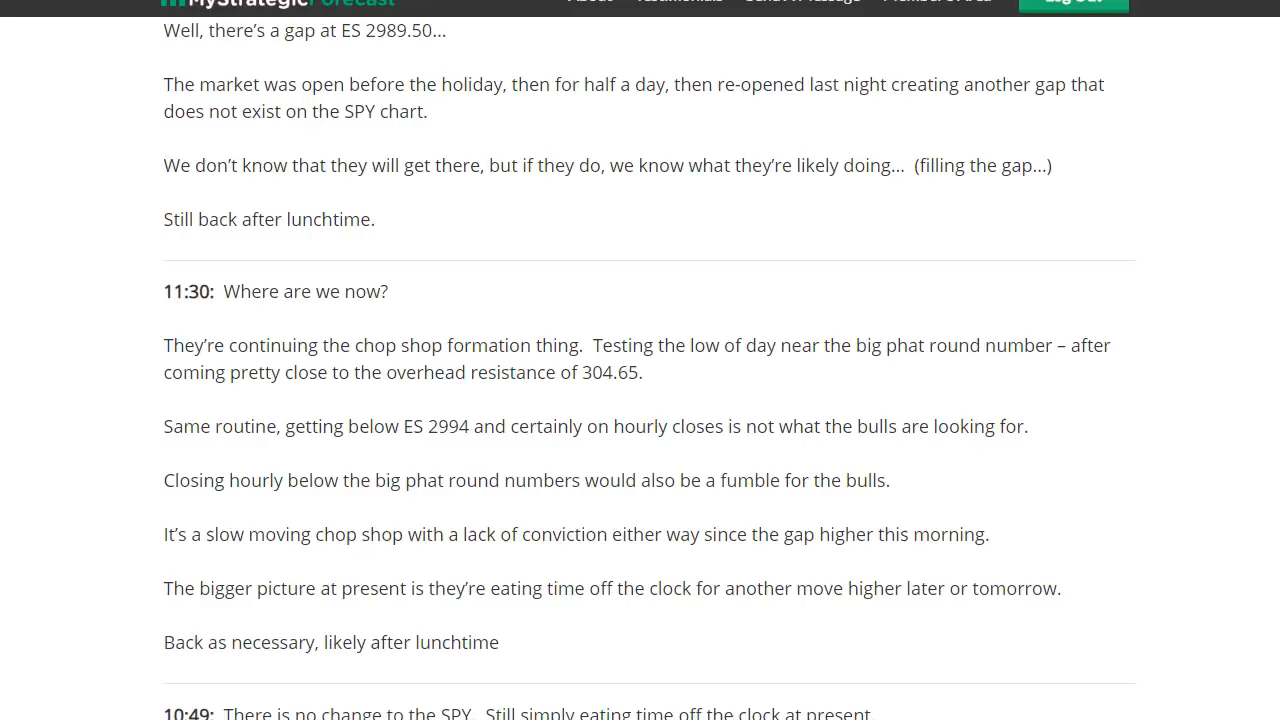 MyStrategicForecast About Testimonials Send A Message Member's Area Log Out
Well, there’s a gap at ES 2989.50…
The market was open before the holiday, then for half a day, then re-opened last night creating another gap that
does not exist on the SPY chart.
We don’t know that they will get there, but if they do, we know what they’re likely doing… (filling the gap…)
Still back after lunchtime.
11:30: Where are we now?
They’re continuing the chop shop formation thing. Testing the low of day near the big phat round number – after
coming pretty close to the overhead resistance of 304.65.
Same routine, getting below ES 2994 and certainly on hourly closes is not what the bulls are looking for.
Closing hourly below the big phat round numbers would also be a fumble for the bulls.
It’s a slow moving chop shop with a lack of conviction either way since the gap higher this morning.
The bigger picture at present is they’re eating time off the clock for another move higher later or tomorrow.
Back as necessary, likely after lunchtime
10:49: There is no change to the SPY. Still simply eating time off the clock at present.